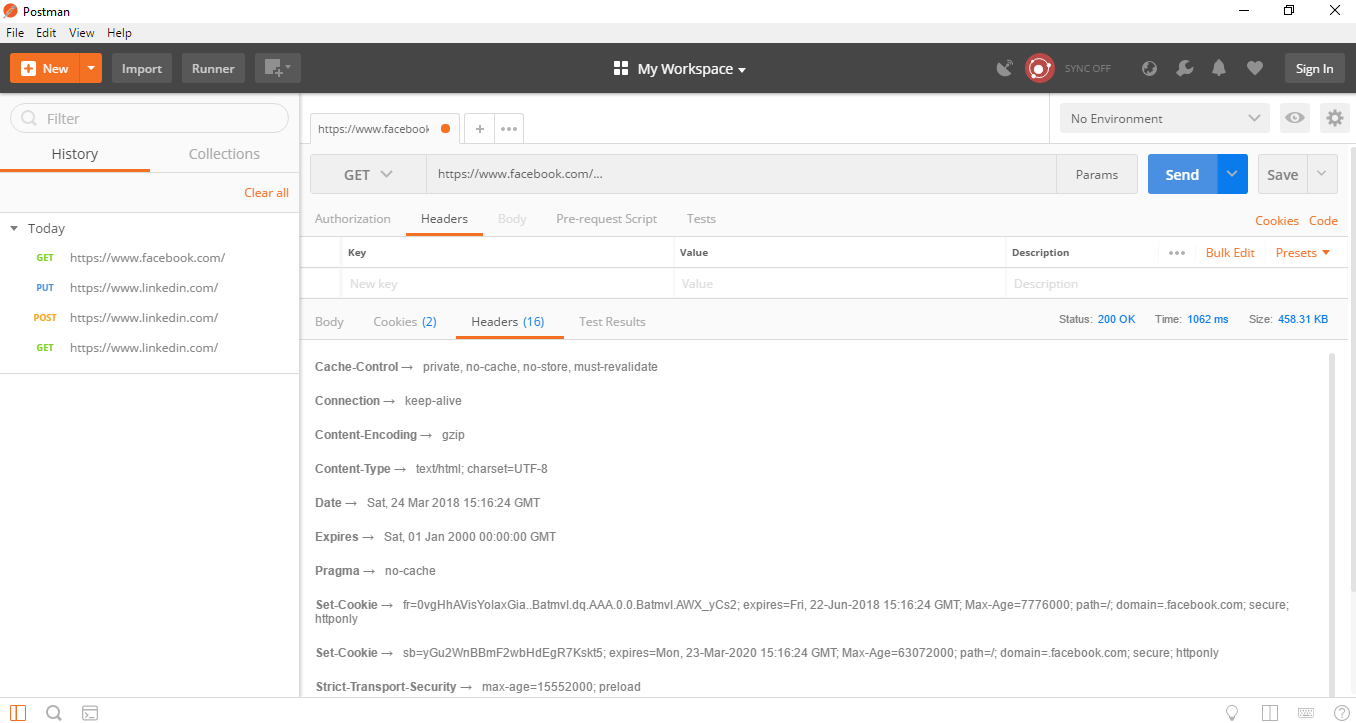 Postman
File Edit View Help
New Import Runner My Workspace SYNC OFF Sign In
Filter
History Collections
Clear all
Today
GET https://www.facebook.com/
PUT https://www.linkedin.com/
POST https://www.linkedin.com/
GET https://www.linkedin.com/
https://www.facebook + ••• No Environment
GET https://www.facebook.com/... Params Send Save
Authorization Headers Body Pre-request Script Tests Cookies Code
Key Value Description ••• Bulk Edit Presets
New key Value Description
Body Cookies (2) Headers (16) Test Results Status: 200 OK Time: 1062 ms Size: 458.31 KB
Cache-Control → private, no-cache, no-store, must-revalidate
Connection → keep-alive
Content-Encoding → gzip
Content-Type → text/html; charset=UTF-8
Date → Sat, 24 Mar 2018 15:16:24 GMT
Expires → Sat, 01 Jan 2000 00:00:00 GMT
Pragma → no-cache
Set-Cookie → fr=0vgHhAVisYolaxGia..Batmvl.dq.AAA.0.0.Batmvl.AWX_yCs2; expires=Fri, 22-Jun-2018 15:16:24 GMT; Max-Age=7776000; path=/; domain=.facebook.com; secure;
httponly
Set-Cookie → sb=yGu2WnBBmF2wbHdEgR7Kskt5; expires=Mon, 23-Mar-2020 15:16:24 GMT; Max-Age=63072000; path=/; domain=.facebook.com; secure; httponly
Strict-Transport-Security → max-age=15552000; preload